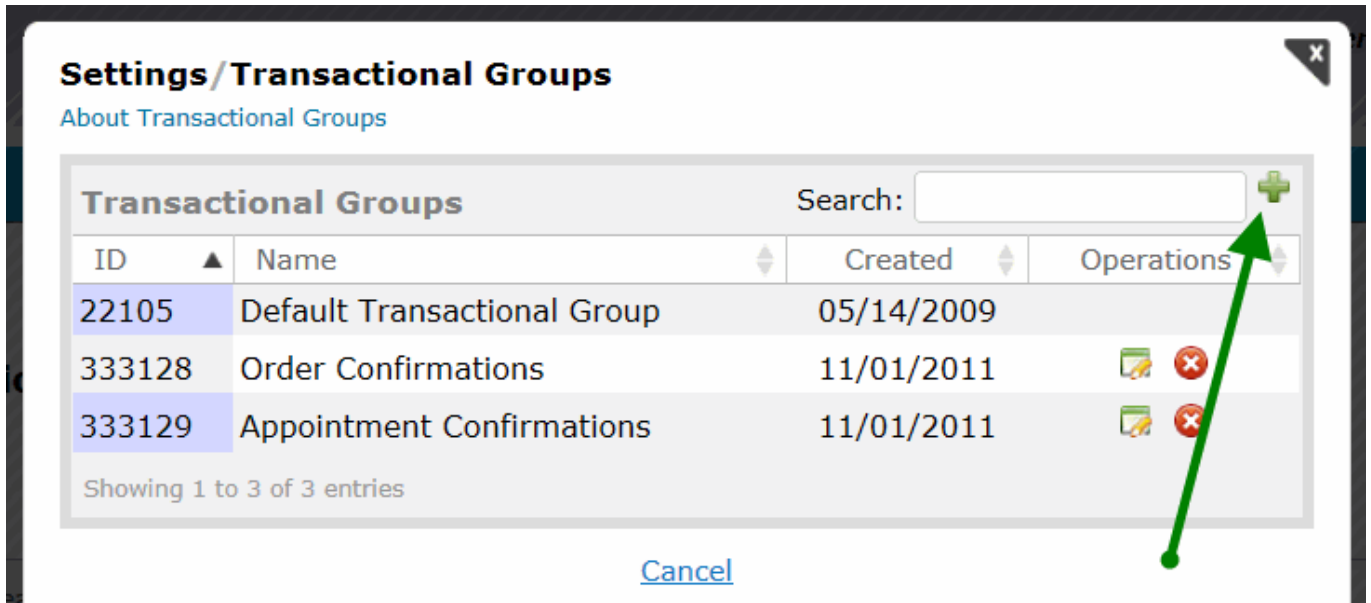 Settings/Transactional Groups
About Transactional Groups
Transactional Groups Search:
ID Name Created Operations
22105 Default Transactional Group 05/14/2009
333128 Order Confirmations 11/01/2011
333129 Appointment Confirmations 11/01/2011
Showing 1 to 3 of 3 entries
Cancel